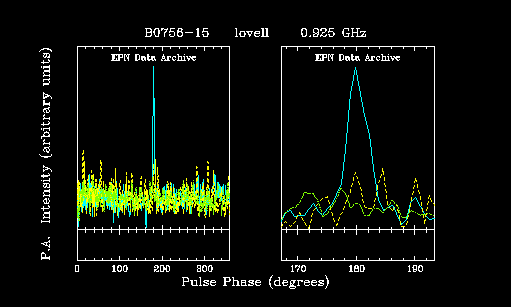 B0756-15 lovell 0.925 GHz
EPN Data Archive EPN Data Archive
P.A. Intensity (arbitrary units)
0 100 200 300 170 180 190
Pulse Phase (degrees)